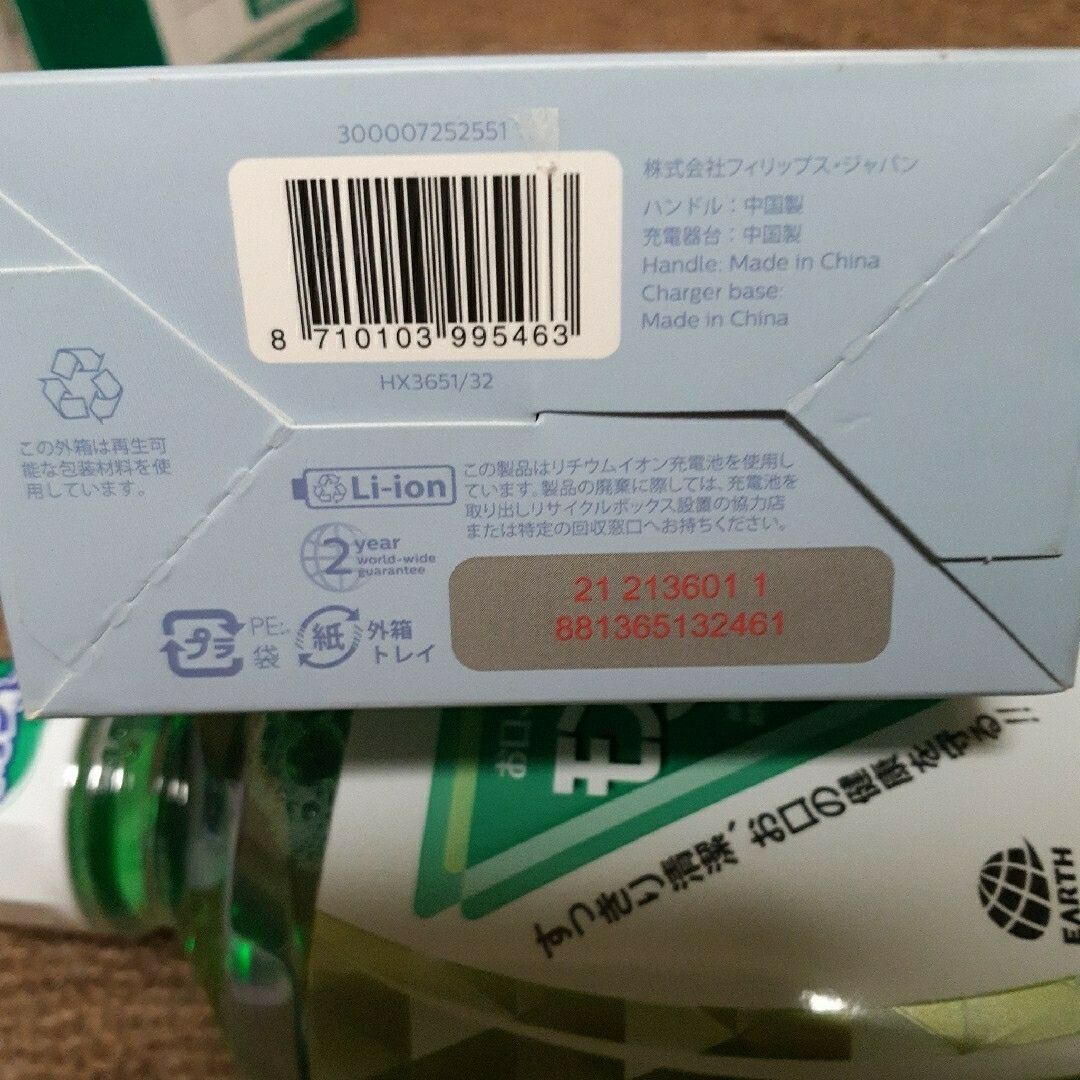 300007252551
8 710103 995463
HX3651/32
株式会社フィリップス・ジャパン
ハンドル：中国製
充電器台：中国製
Handle: Made in China
Charger base:
Made in China
この外箱は再生可
能な包装材料を使
用しています。
Li-ion
この製品はリチウムイオン充電池を使用し
ています。製品の廃棄に際しては、充電池を
取り出しリサイクルボックス設置の協力店
または特定の回収窓口へお持ちください。
2 year
world-wide
guarantee
プラ
PE:
袋
紙
外箱
トレイ
21 213601 1
881365132461
お口
モ
すっきり清潔、お口の健康を守る!!
EARTH